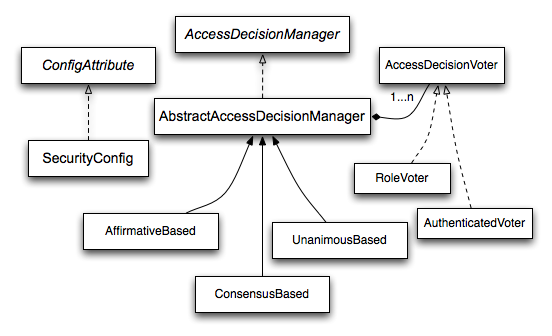 AccessDecisionManager
ConfigAttribute
AccessDecisionVoter
1...n
AbstractAccessDecisionManager
SecurityConfig
RoleVoter
AffirmativeBased
AuthenticatedVoter
UnanimousBased
ConsensusBased